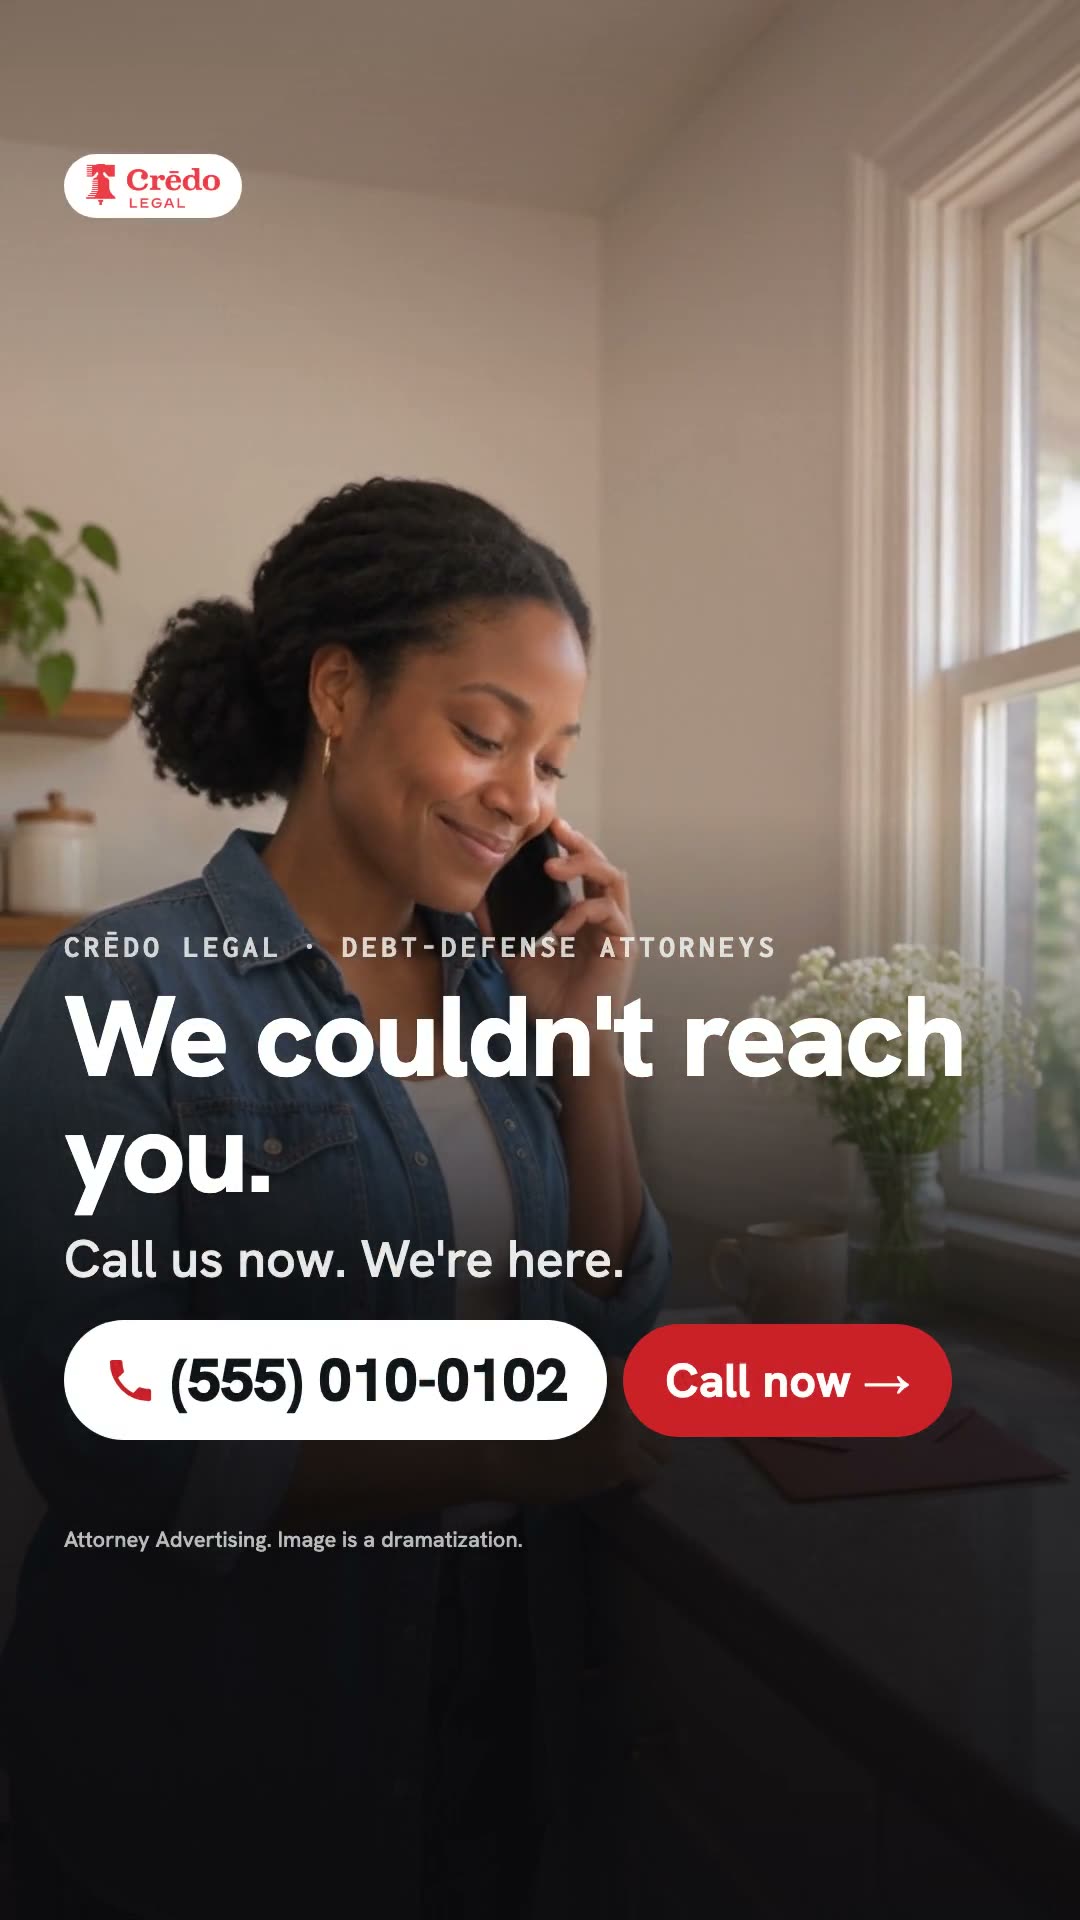 Crēdo
LEGAL
CRĒDO LEGAL · DEBT-DEFENSE ATTORNEYS
We couldn't reach
you.
Call us now. We're here.
(555) 010-0102
Call now →
Attorney Advertising. Image is a dramatization.